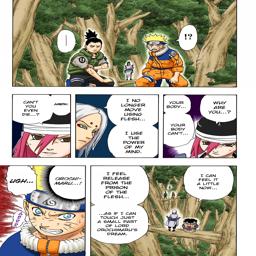 !?
WHY
ARE
YOU...?
YOUR
BODY...
YOUR
BODY
CAN'T...
I NO
LONGER
MOVE
USING
FLESH...
I USE
THE
POWER
OF MY
MIND.
CAN'T
YOU
EVEN
DIE...?
I CAN
FEEL IT
A LITTLE
NOW...
I FEEL
RELEASE
FROM THE
PRISON
OF THE
FLESH...
...AS IF I CAN
TOUCH JUST
A SMALL PART
OF LORD
OROCHIMARU'S
DREAM.
OROCHI-
MARU...!
UGH...